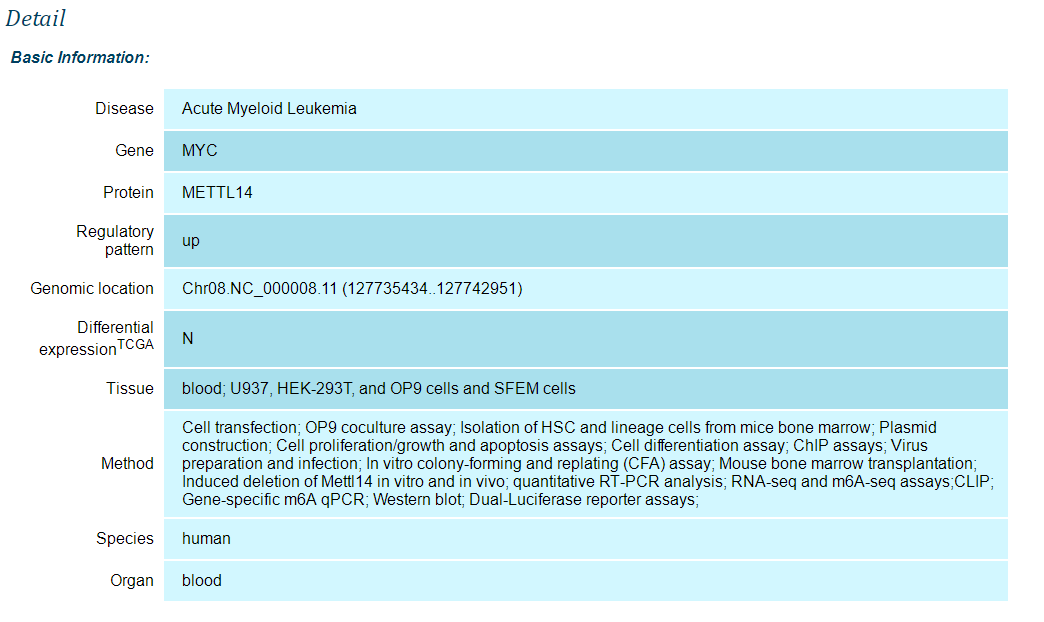 Detail
Basic Information:
Disease Acute Myeloid Leukemia
Gene MYC
Protein METTL14
Regulatory
pattern up
Genomic location Chr08.NC_000008.11 (127735434..127742951)
Differential
expressionTCGA N
Tissue blood; U937, HEK-293T, and OP9 cells and SFEM cells
Method Cell transfection; OP9 coculture assay; Isolation of HSC and lineage cells from mice bone marrow; Plasmid
construction; Cell proliferation/growth and apoptosis assays; Cell differentiation assay; ChIP assays; Virus
preparation and infection; In vitro colony-forming and replating (CFA) assay; Mouse bone marrow transplantation;
Induced deletion of Mettl14 in vitro and in vivo; quantitative RT-PCR analysis; RNA-seq and m6A-seq assays;CLIP;
Gene-specific m6A qPCR; Western blot; Dual-Luciferase reporter assays;
Species human
Organ blood